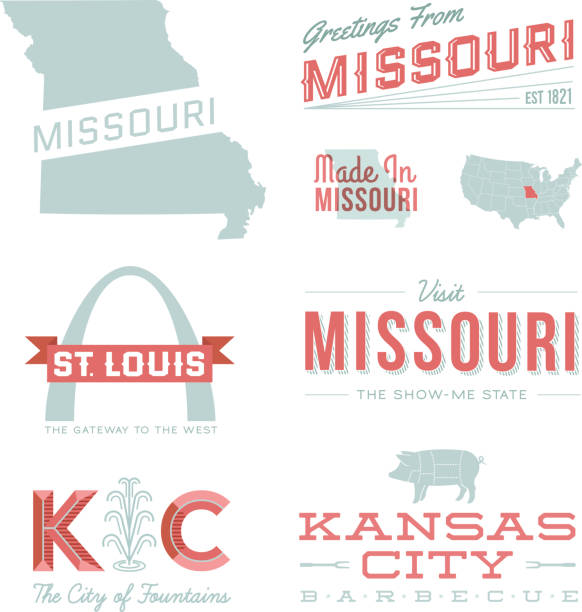 MISSOURI
Greetings From
MISSOURI
EST 1821
Made In
MISSOURI
ST. LOUIS
THE GATEWAY TO THE WEST
Visit
MISSOURI
THE SHOW-ME STATE
K C
The City of Fountains
KANSAS
CITY
BARBECUE